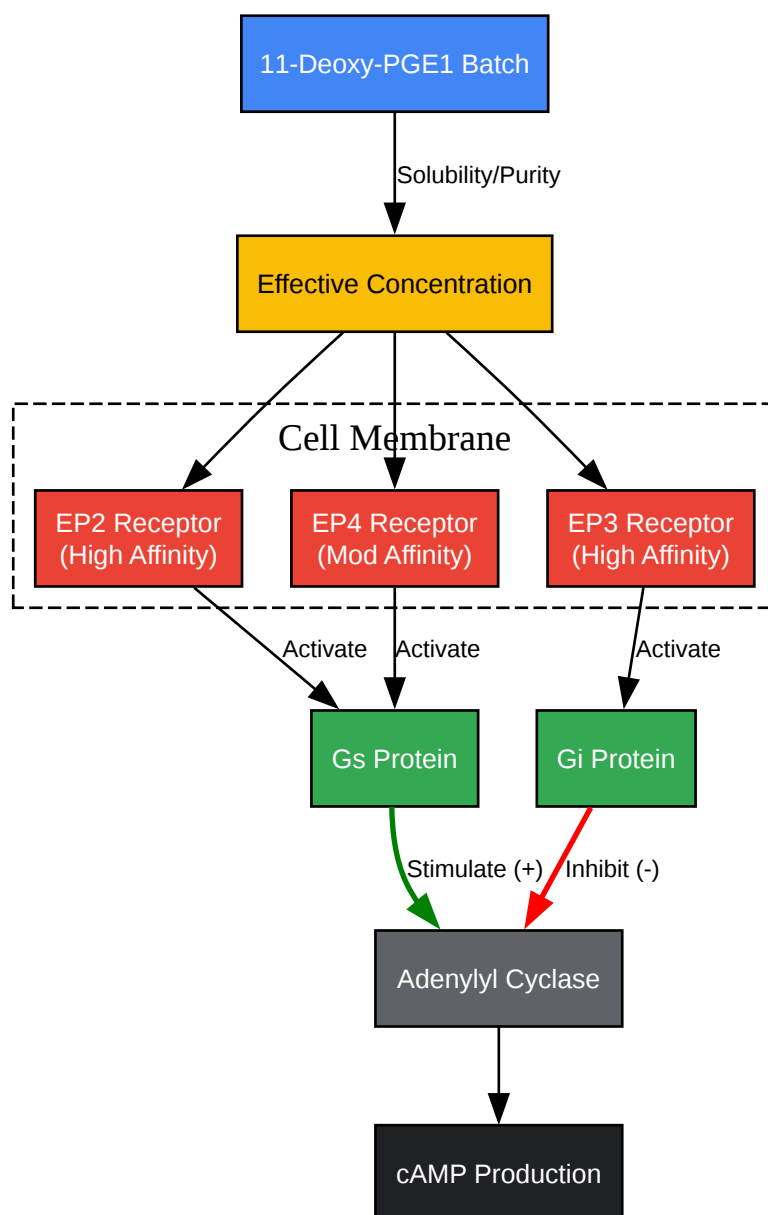 11-Deoxy-PGE1 Batch
Solubility/Purity
Effective Concentration
Cell Membrane
EP2 Receptor
(High Affinity)
EP4 Receptor
(Mod Affinity)
EP3 Receptor
(High Affinity)
Activate
Activate
Activate
Gs Protein
Gi Protein
Stimulate (+)
Inhibit (-)
Adenylyl Cyclase
cAMP Production